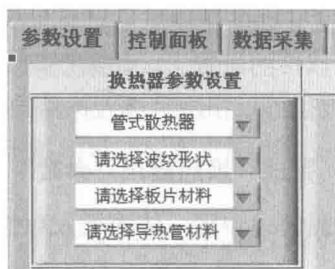 参数设置 控制面板 数据采集
换热器参数设置
管式散热器
请选择波纹形状
请选择板片材料
请选择导热管材料